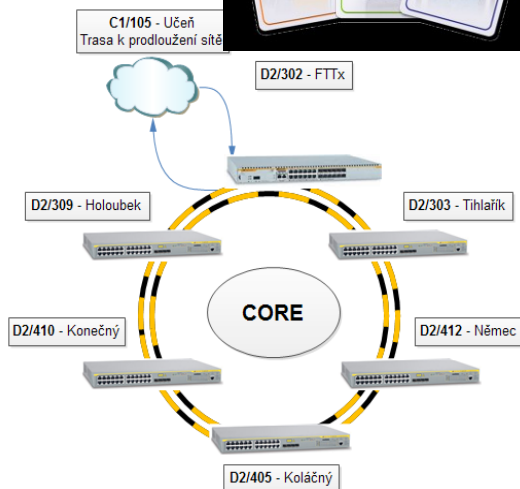 C1/105 - Učeň
Trasa k prodloužení sítě
D2/302 - FTTx
D2/309 - Holoubek
D2/303 - Tihlařík
CORE
D2/410 - Konečný
D2/412 - Němec
D2/405 - Koláčný